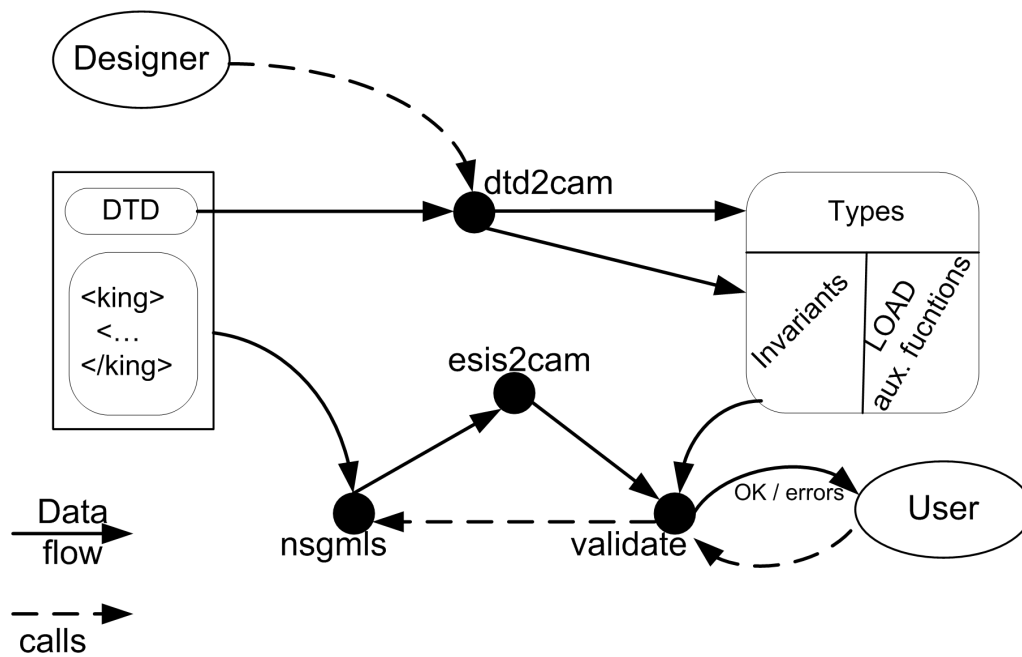 Designer
dtd2cam
DTD
Types
<king>
<...
</king>
Invariants
LOAD
aux. fucntions
esis2cam
OK / errors
User
nsgmls
validate
Data
flow
calls